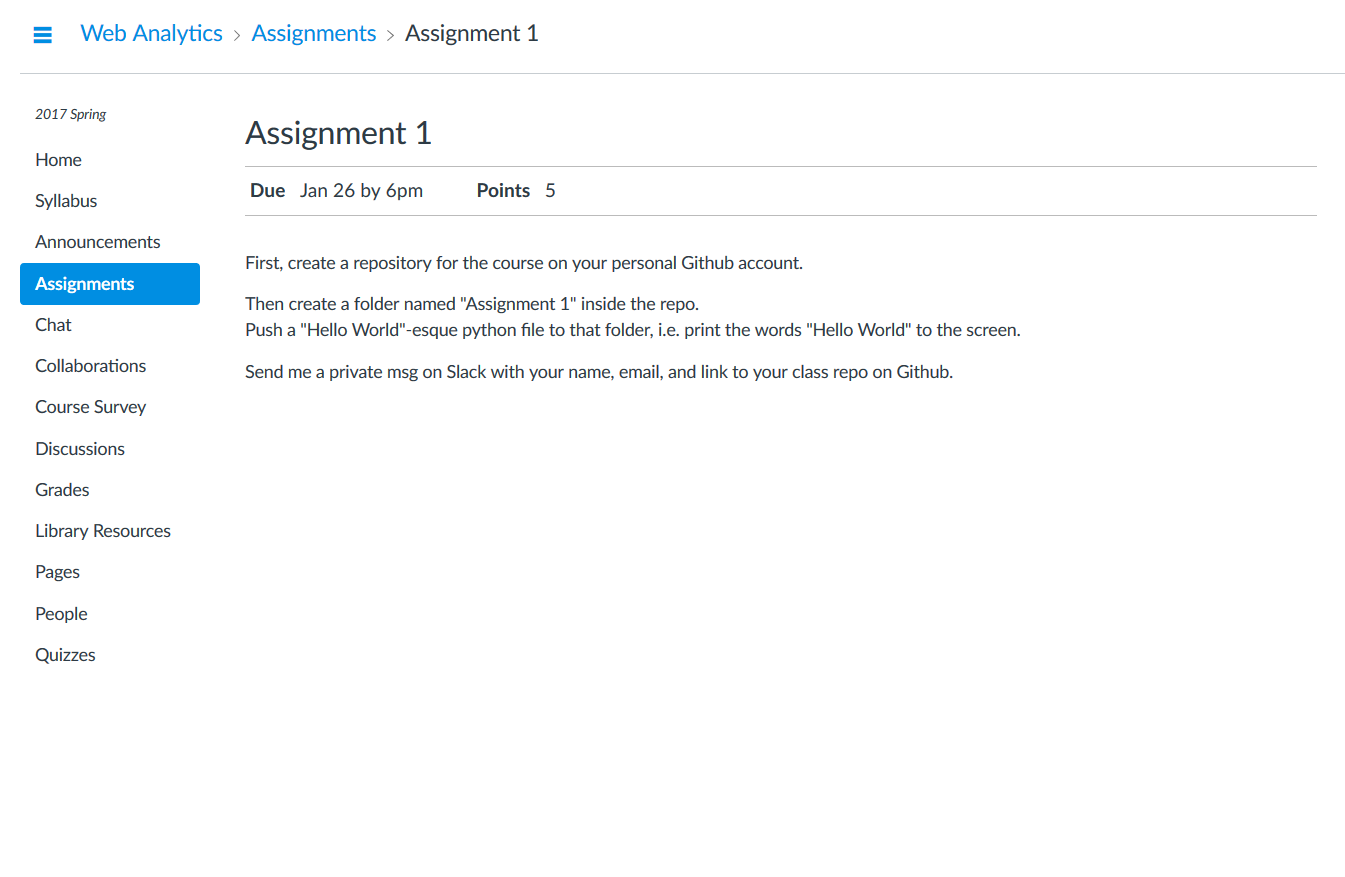 Web Analytics > Assignments > Assignment 1
2017 Spring
Home
Syllabus
Announcements
Assignments
Chat
Collaborations
Course Survey
Discussions
Grades
Library Resources
Pages
People
Quizzes
Assignment 1
Due Jan 26 by 6pm Points 5
First, create a repository for the course on your personal Github account.
Then create a folder named "Assignment 1" inside the repo.
Push a "Hello World"-esque python file to that folder, i.e. print the words "Hello World" to the screen.
Send me a private msg on Slack with your name, email, and link to your class repo on Github.